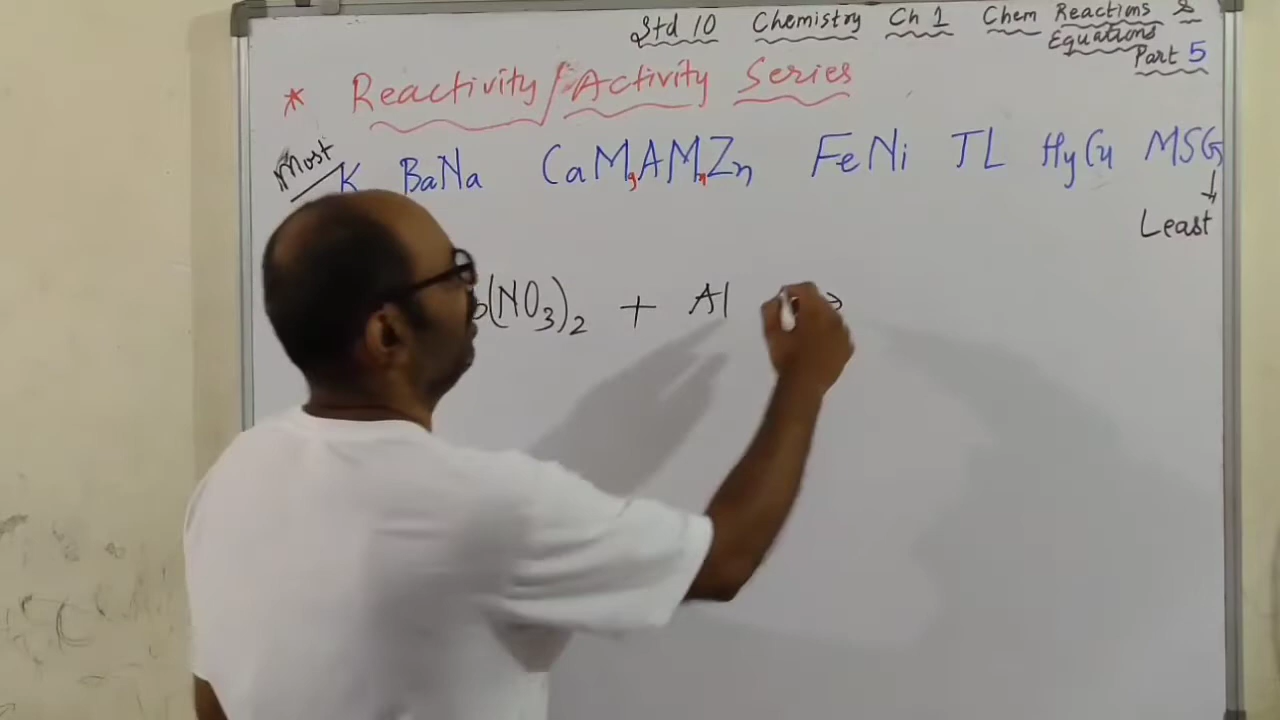 Std 10 Chemistry Ch 1 Chem Reactions &
Equations
Part 5
* Reactivity / Activity Series
Most
K BaNa CaMgAMnZn FeNi TL HyCu MSG
↓
Least
(NO3)2 + Al →